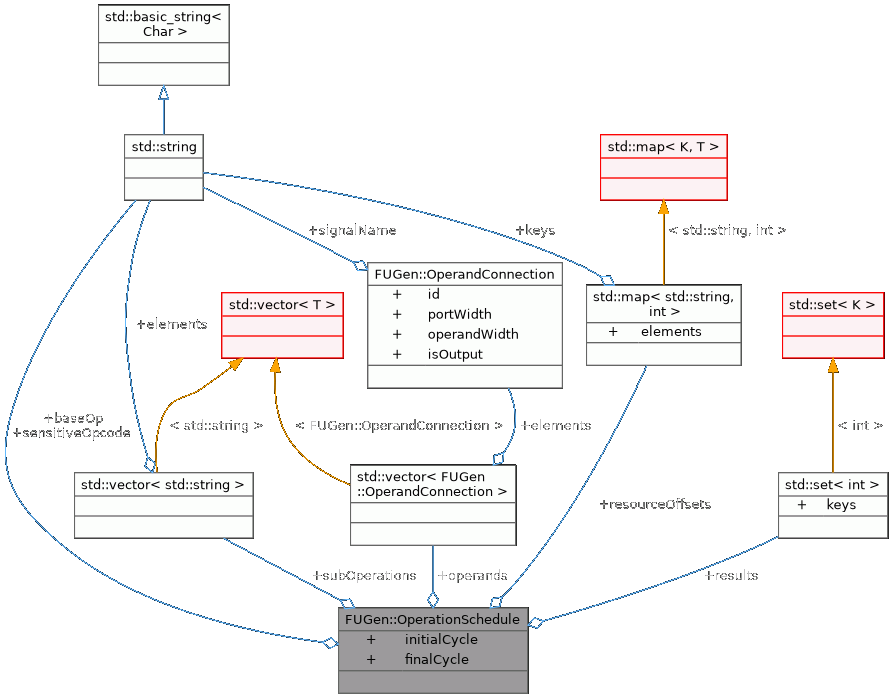 std::basic_string<
Char >
std::string
std::map< K, T >
+signalName
+keys
< std::string, int >
FUGen::OperandConnection
+ id
+ portWidth
+ operandWidth
+ isOutput
std::map< std::string,
int >
+ elements
std::vector< T >
std::set< K >
+elements
+baseOp
+sensitiveOpcode
< std::string >
< FUGen::OperandConnection >
+elements
< int >
std::vector< std::string >
std::vector< FUGen
::OperandConnection >
std::set< int >
+ keys
+resourceOffsets
+subOperations
+operands
+results
FUGen::OperationSchedule
+ initialCycle
+ finalCycle